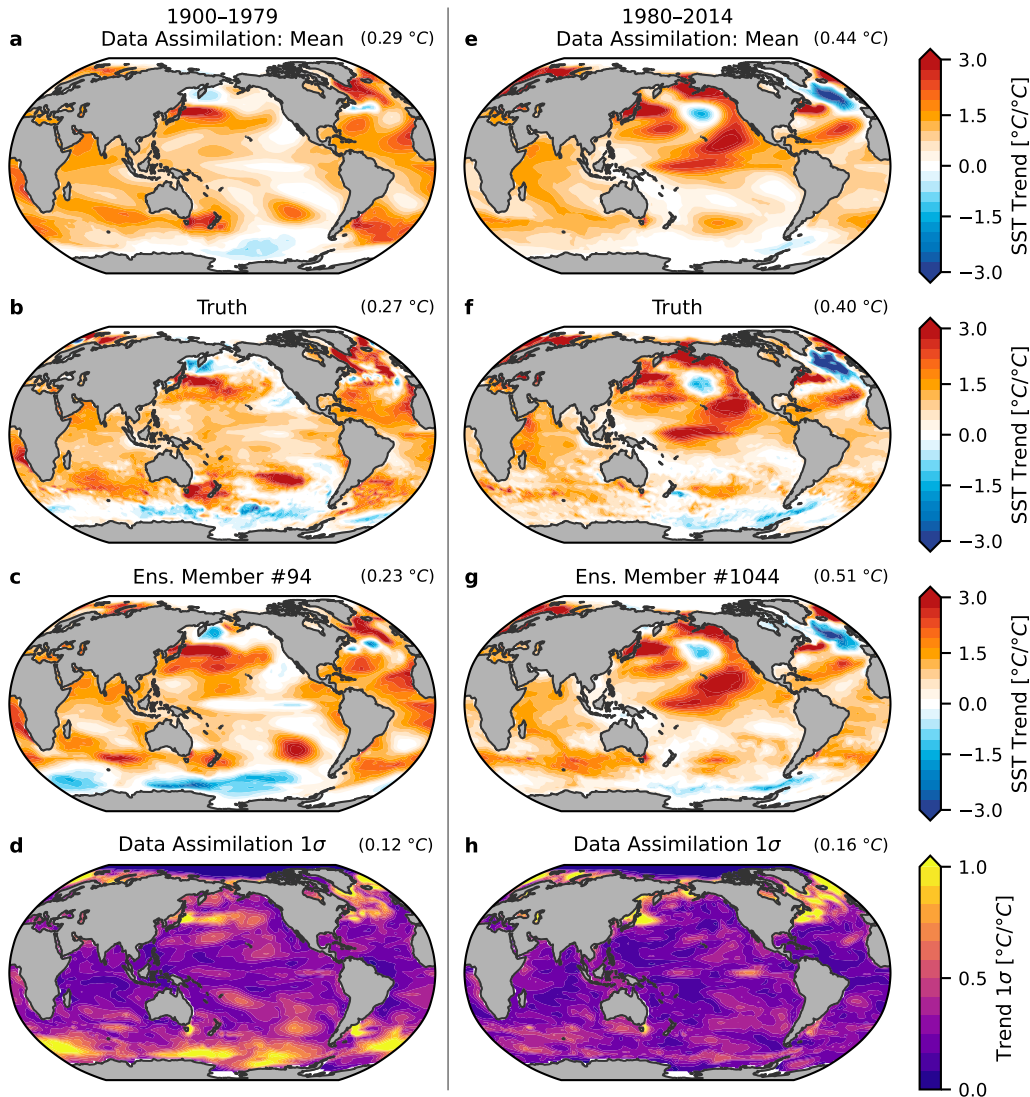 1900–1979
a Data Assimilation: Mean (0.29 °C)
1980–2014
e Data Assimilation: Mean (0.44 °C)
3.0
1.5
0.0
−1.5
−3.0
SST Trend [°C/°C]
b Truth (0.27 °C)
f Truth (0.40 °C)
3.0
1.5
0.0
−1.5
−3.0
SST Trend [°C/°C]
c Ens. Member #94 (0.23 °C)
g Ens. Member #1044 (0.51 °C)
3.0
1.5
0.0
−1.5
−3.0
SST Trend [°C/°C]
d Data Assimilation 1σ (0.12 °C)
h Data Assimilation 1σ (0.16 °C)
1.0
0.5
0.0
Trend 1σ [°C/°C]